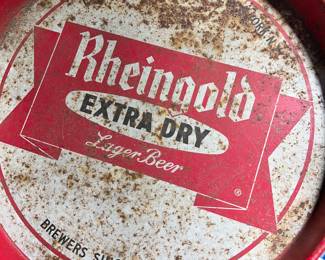 Rheingold
EXTRA DRY
Lager Beer
®
BREWERS